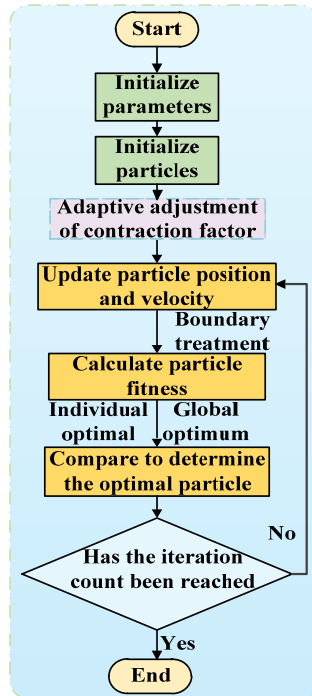 Start
Initialize
parameters
Initialize
particles
Adaptive adjustment
of contraction factor
Update particle position
and velocity
Boundary
treatment
Calculate particle
fitness
Individual
optimal
Global
optimum
Compare to determine
the optimal particle
Has the iteration
count been reached
No
Yes
End